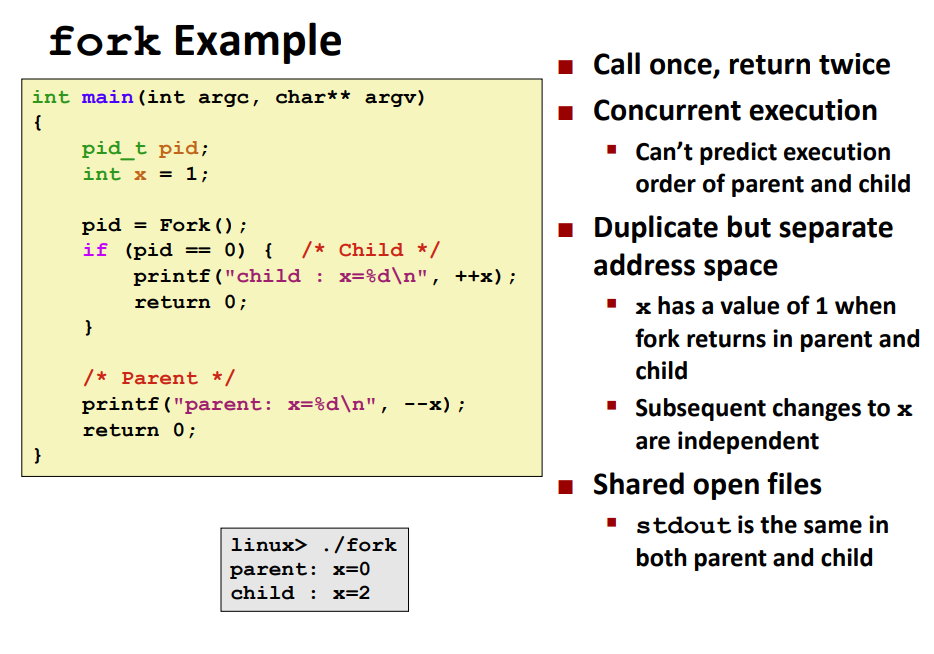 fork Example
int main(int argc, char** argv)
{
    pid_t pid;
    int x = 1;

    pid = Fork();
    if (pid == 0) {  /* Child */
        printf("child : x=%d\n", ++x);
        return 0;
    }

    /* Parent */
    printf("parent: x=%d\n", --x);
    return 0;
}
linux> ./fork
parent: x=0
child : x=2
■ Call once, return twice
■ Concurrent execution
▪ Can’t predict execution
order of parent and child
■ Duplicate but separate
address space
▪ x has a value of 1 when
fork returns in parent and
child
▪ Subsequent changes to x
are independent
■ Shared open files
▪ stdout is the same in
both parent and child